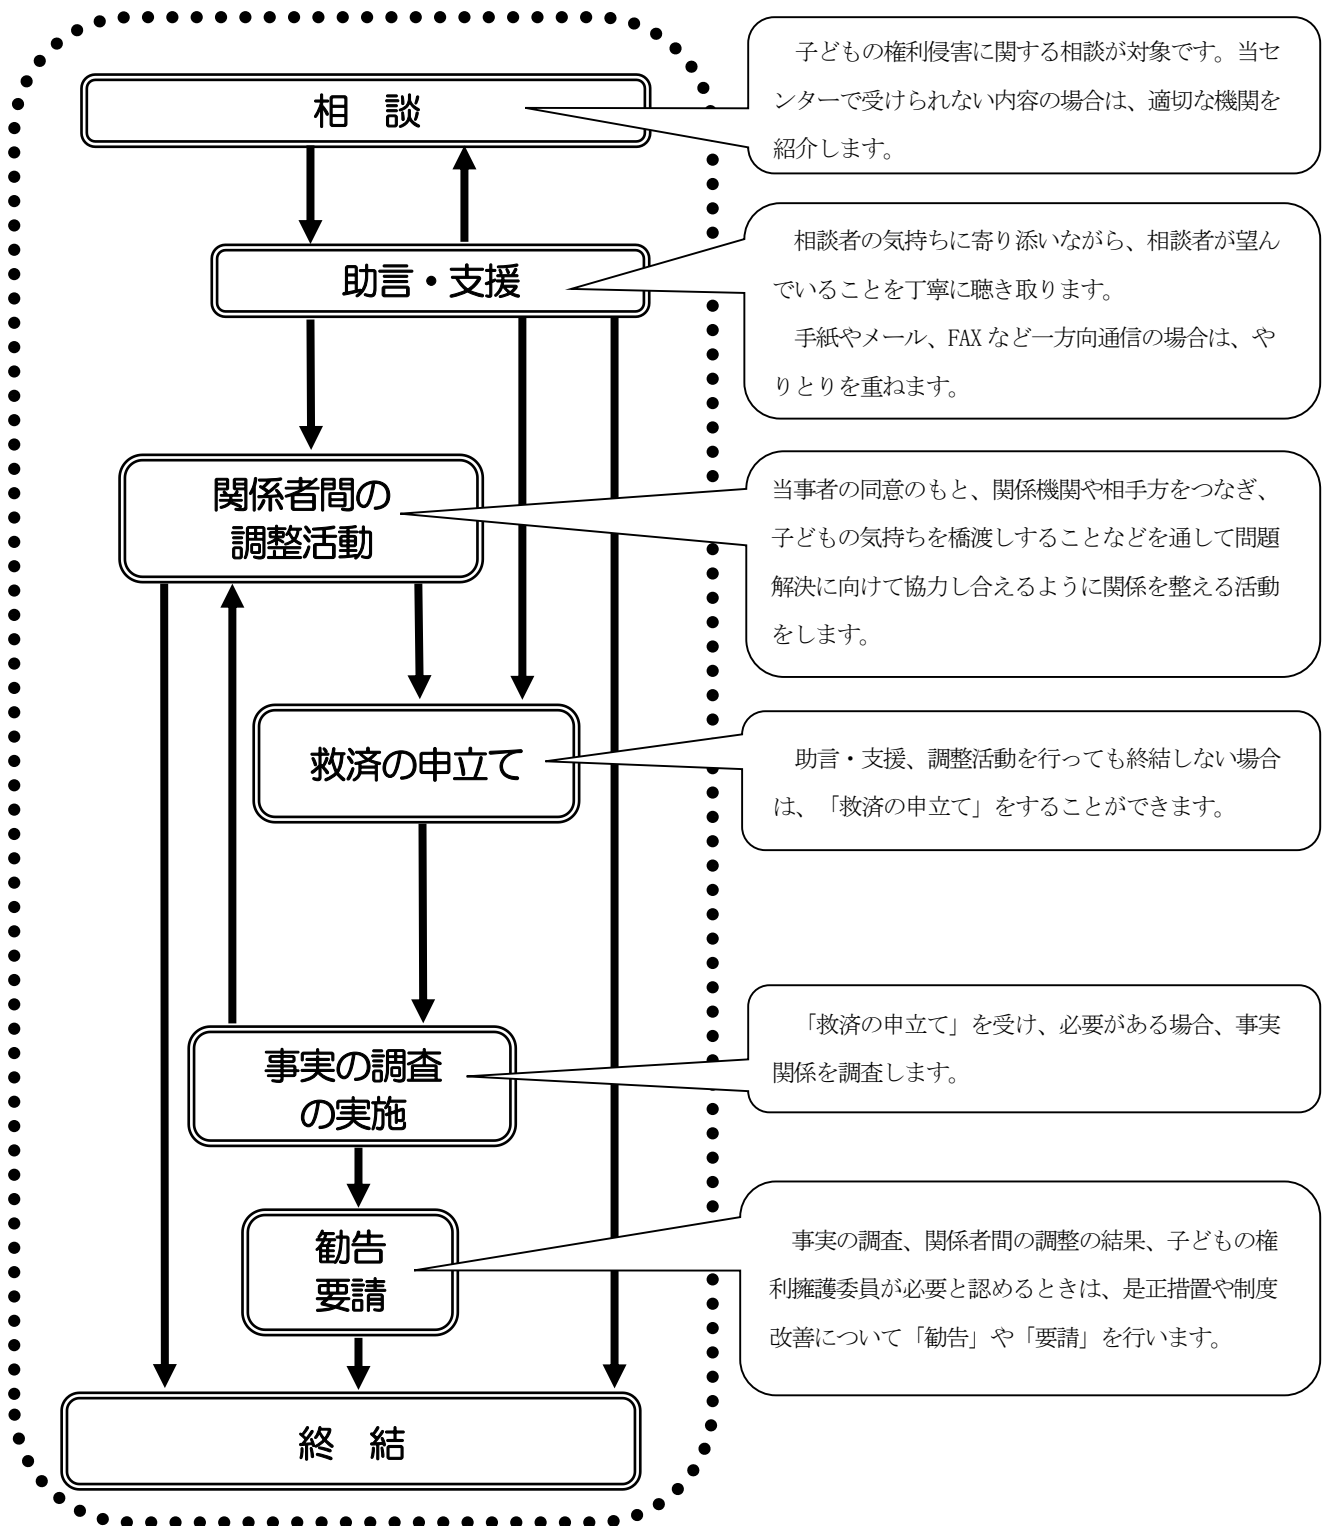 相　談
子どもの権利侵害に関する相談が対象です。当セ
ンターで受けられない内容の場合は、適切な機関を
紹介します。
助言・支援
相談者の気持ちに寄り添いながら、相談者が望ん
でいることを丁寧に聴き取ります。
手紙やメール、FAX など一方向通信の場合は、や
りとりを重ねます。
関係者間の
調整活動
当事者の同意のもと、関係機関や相手方をつなぎ、
子どもの気持ちを橋渡しすることなどを通して問題
解決に向けて協力し合えるように関係を整える活動
をします。
救済の申立て
助言・支援、調整活動を行っても終結しない場合
は、「救済の申立て」をすることができます。
事実の調査
の実施
「救済の申立て」を受け、必要がある場合、事実
関係を調査します。
勧告
要請
事実の調査、関係者間の調整の結果、子どもの権
利擁護委員が必要と認めるときは、是正措置や制度
改善について「勧告」や「要請」を行います。
終　結